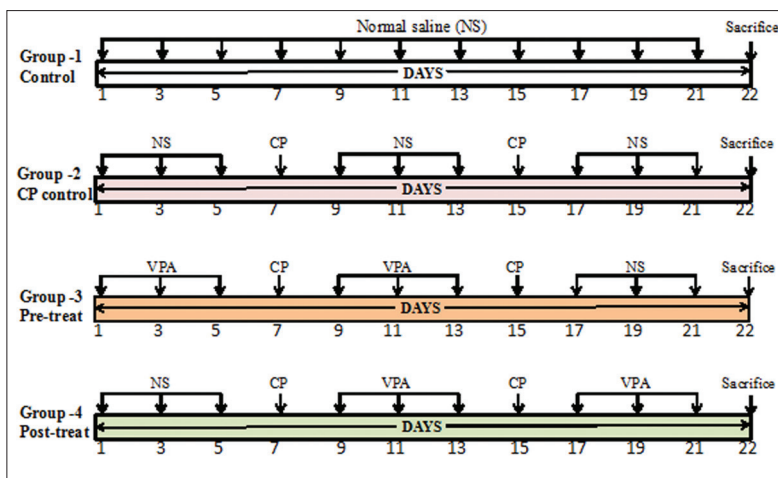 Normal saline (NS) Sacrifice
Group -1
Control
DAYS
1 3 5 7 9 11 13 15 17 19 21 22
NS CP NS CP NS Sacrifice
Group -2
CP control
DAYS
1 3 5 7 9 11 13 15 17 19 21 22
VPA CP VPA CP NS Sacrifice
Group -3
Pre-treat
DAYS
1 3 5 7 9 11 13 15 17 19 21 22
NS CP VPA CP VPA Sacrifice
Group -4
Post-treat
DAYS
1 3 5 7 9 11 13 15 17 19 21 22